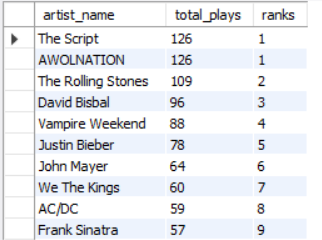 artist_name total_plays ranks
The Script 126 1
AWOLNATION 126 1
The Rolling Stones 109 2
David Bisbal 96 3
Vampire Weekend 88 4
Justin Bieber 78 5
John Mayer 64 6
We The Kings 60 7
AC/DC 59 8
Frank Sinatra 57 9